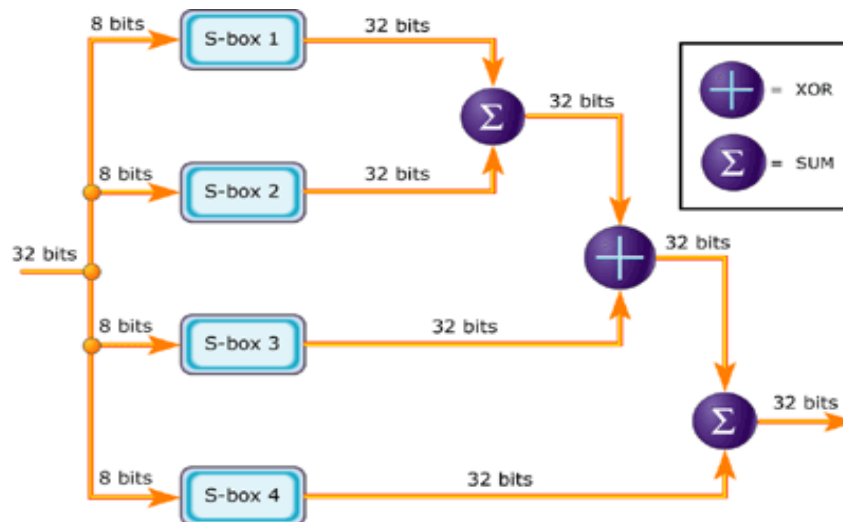 8 bits
S-box 1
32 bits
Σ
32 bits
= XOR
Σ = SUM
8 bits
S-box 2
32 bits
32 bits
32 bits
8 bits
S-box 3
32 bits
Σ
32 bits
8 bits
S-box 4
32 bits